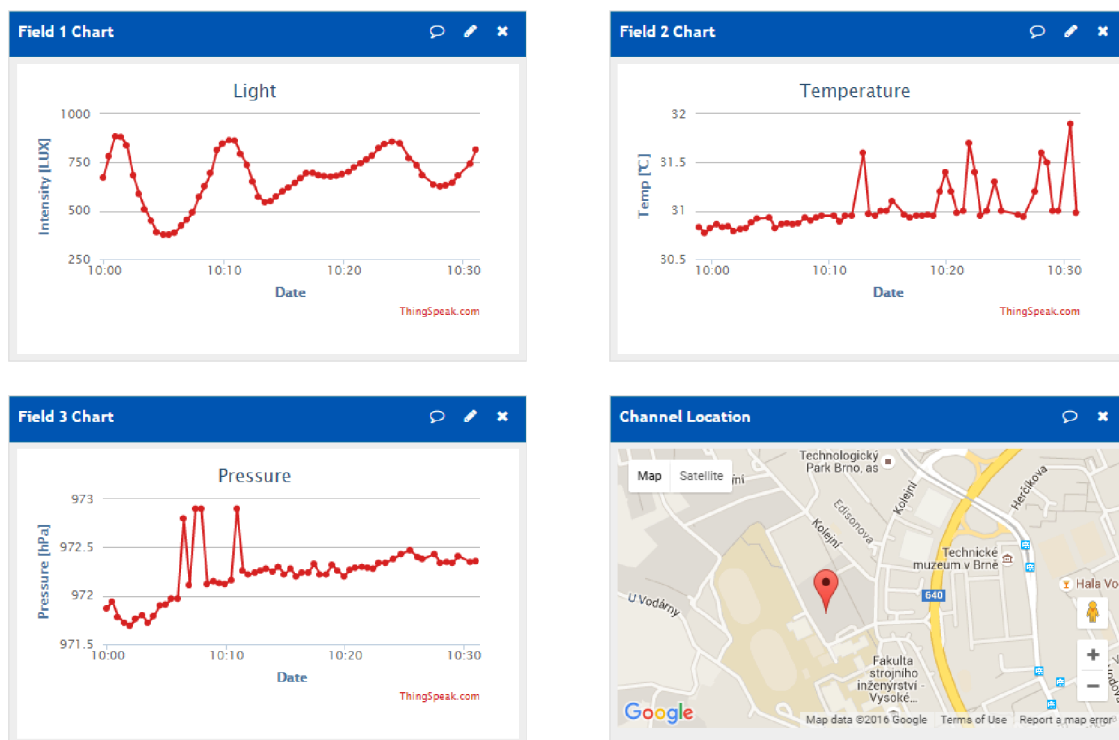 Field 1 Chart
Light
Intensity [LUX]
1000
750
500
250
10:00
10:10
10:20
10:30
Date
ThingSpeak.com
Field 2 Chart
Temperature
Temp [℃]
32
31.5
31
30.5
10:00
10:10
10:20
10:30
Date
ThingSpeak.com
Field 3 Chart
Pressure
Pressure [hPa]
973
972.5
972
971.5
10:00
10:10
10:20
10:30
Date
ThingSpeak.com
Channel Location
Map
Satellite
Technologický
Park Brno, as
Kolejní
Herčíkova
Edisonova
Kolejní
Technické
muzeum v Brně
Hala
U Vodárny
640
Fakulta
strojního
inženýrství -
Vysoké...
+
−
Google
Map data ©2016 Google
Terms of Use
Report a map error